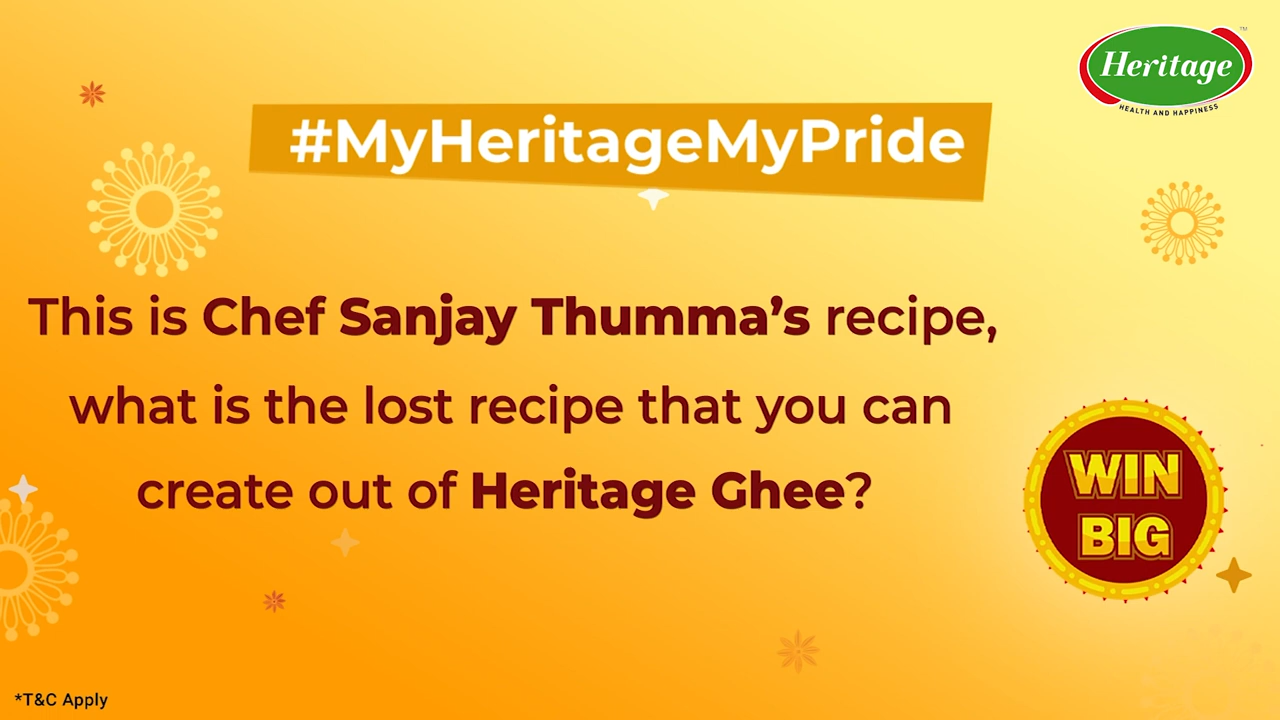 Heritage
TM
HEALTH AND HAPPINESS
#MyHeritageMyPride
This is Chef Sanjay Thumma’s recipe,
what is the lost recipe that you can
create out of Heritage Ghee?
WIN
BIG
*T&C Apply